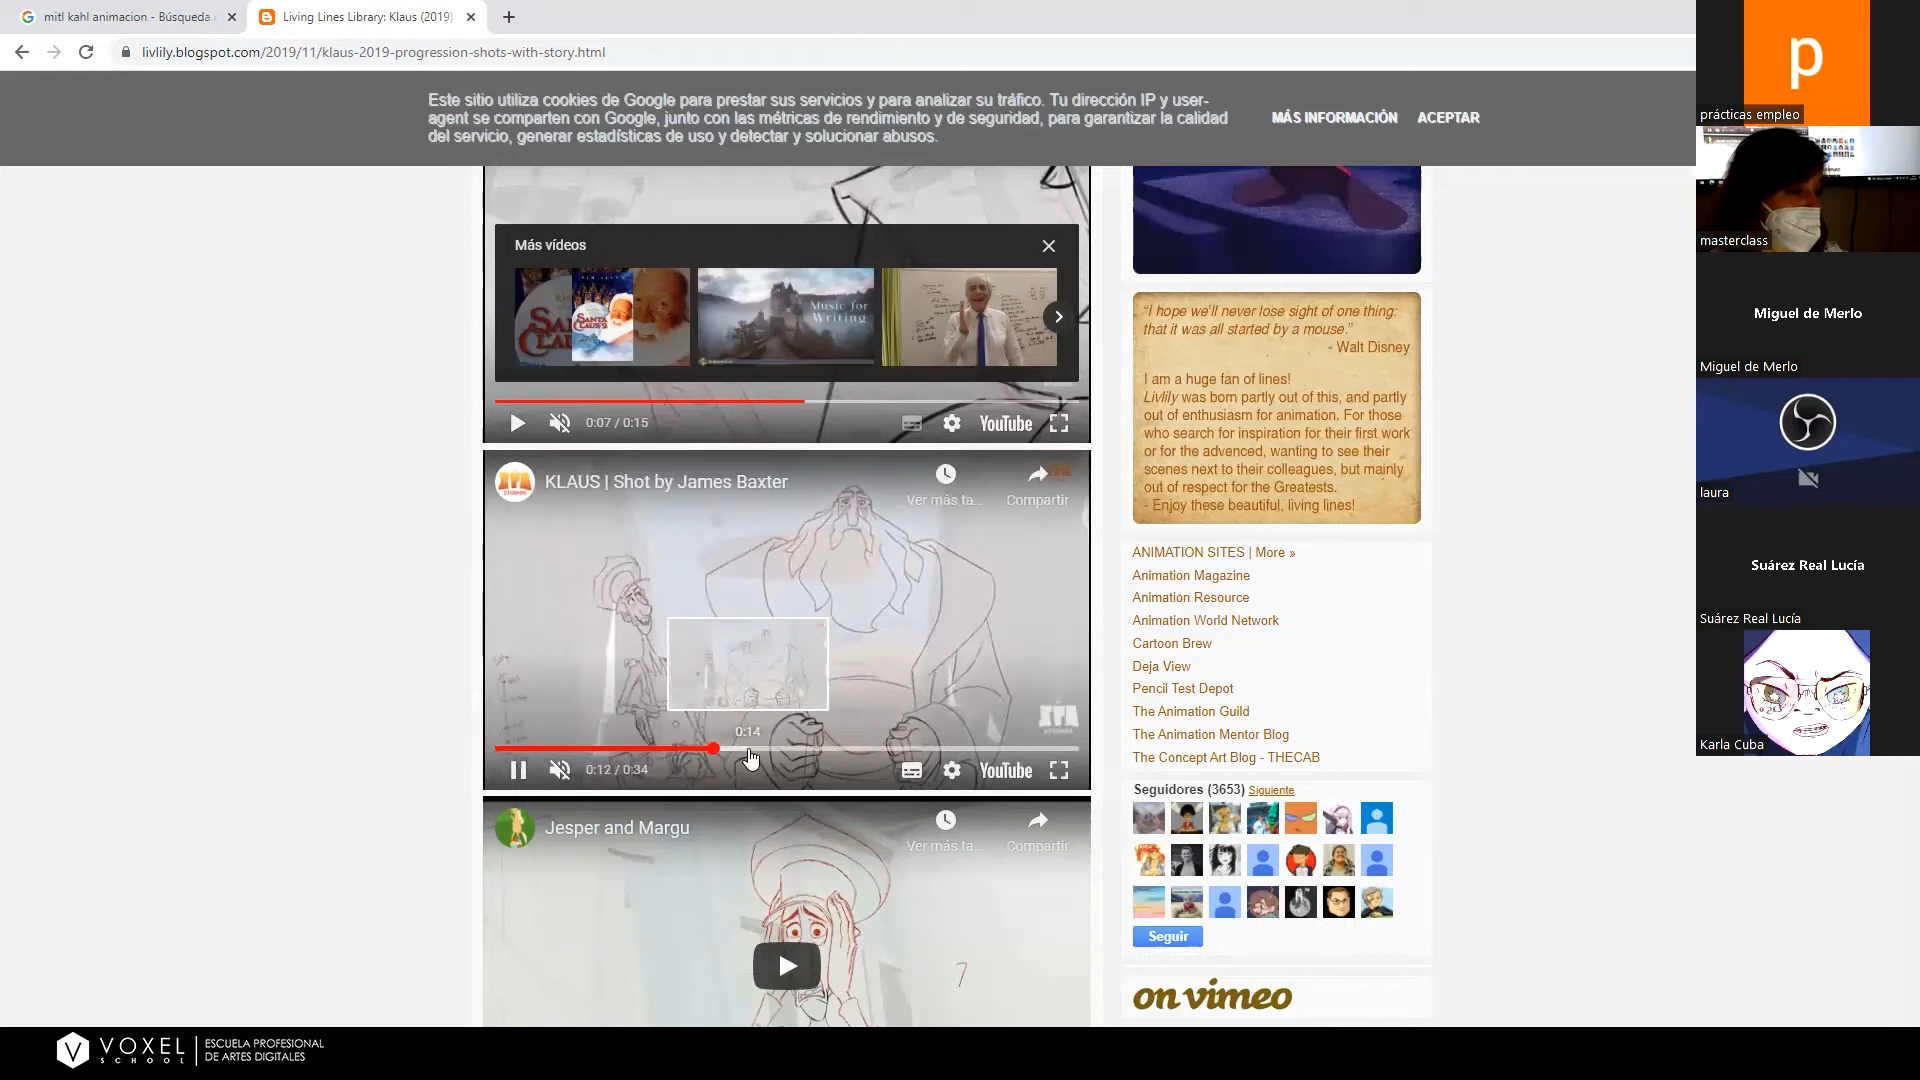 mitl kahl animacion - Búsqueda
Living Lines Library: Klaus (2019)
livlily.blogspot.com/2019/11/klaus-2019-progression-shots-with-story.html
Este sitio utiliza cookies de Google para prestar sus servicios y para analizar su tráfico. Tu dirección IP y user-
agent se comparten con Google, junto con las métricas de rendimiento y de seguridad, para garantizar la calidad
del servicio, generar estadísticas de uso y detectar y solucionar abusos.
MÁS INFORMACIÓN
ACEPTAR
Más vídeos
SANTA
CLAUS 2
Music for
Writing
0:07 / 0:15
YouTube
KLAUS | Shot by James Baxter
Ver más ta...
Compartir
0:14
0:12 / 0:34
YouTube
Jesper and Margu
Ver más ta...
Compartir
?
"I hope we'll never lose sight of one thing:
that it was all started by a mouse."
- Walt Disney
I am a huge fan of lines!
Livlily was born partly out of this, and partly
out of enthusiasm for animation. For those
who search for inspiration for their first work
or for the advenced, wanting to see their
scenes next to their colleagues, but mainly
out of respect for the Greatests.
- Enjoy these beautiful, living lines!
ANIMATION SITES | More »
Animation Magazine
Animation Resource
Animation World Network
Cartoon Brew
Deja View
Pencil Test Depot
The Animation Guild
The Animation Mentor Blog
The Concept Art Blog - THECAB
Seguidores (3653) Siguiente
Seguir
on vimeo
p
prácticas empleo
masterclass
Miguel de Merlo
Miguel de Merlo
laura
Suárez Real Lucía
Suárez Real Lucía
Karla Cuba
V VOXEL
SCHOOL
ESCUELA PROFESIONAL
DE ARTES DIGITALES